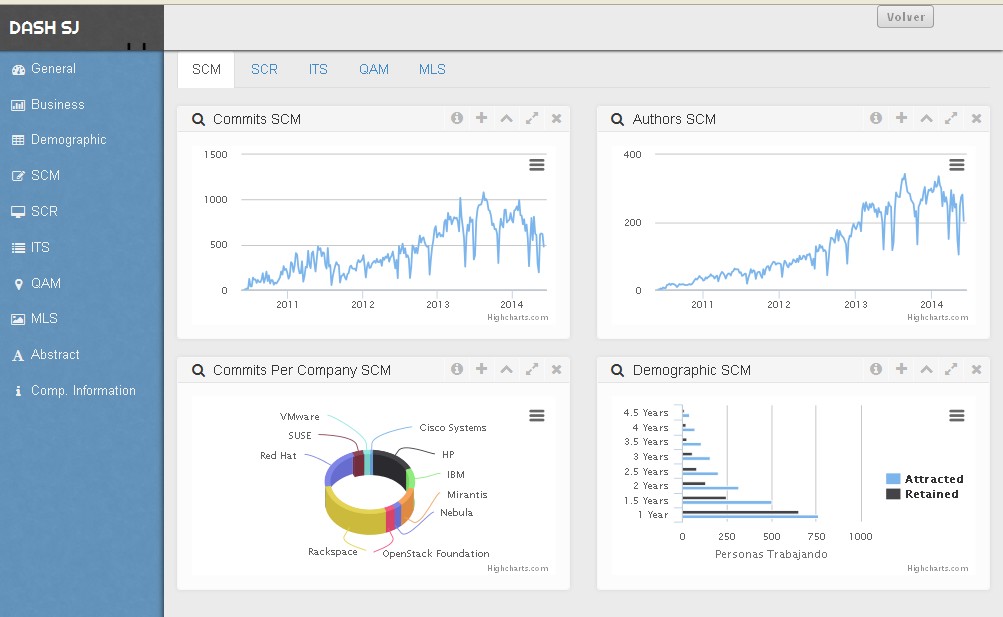 DASH SJ
Volver
General
Business
Demographic
SCM
SCR
ITS
QAM
MLS
Abstract
Comp. Information
SCM SCR ITS QAM MLS
Commits SCM
1500
1000
500
0
2011 2012 2013 2014
Highcharts.com
Authors SCM
400
200
0
2011 2012 2013 2014
Highcharts.com
Commits Per Company SCM
VMware
SUSE
Red Hat
Cisco Systems
HP
IBM
Mirantis
Nebula
Rackspace
OpenStack Foundation
Highcharts.com
Demographic SCM
4.5 Years
4 Years
3.5 Years
3 Years
2.5 Years
2 Years
1.5 Years
1 Year
0 250 500 750 1000
Personas Trabajando
Attracted
Retained
Highcharts.com